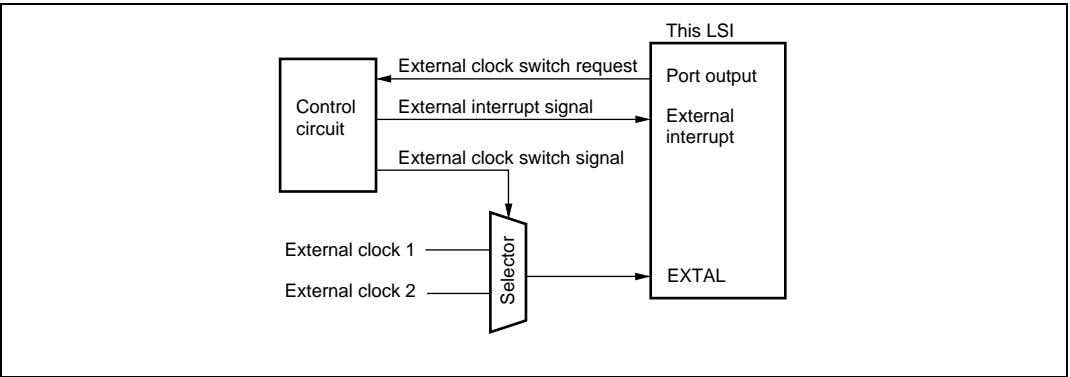 This LSI
External clock switch request
Port output
Control
circuit
External interrupt signal
External
interrupt
External clock switch signal
External clock 1
External clock 2
Selector
EXTAL